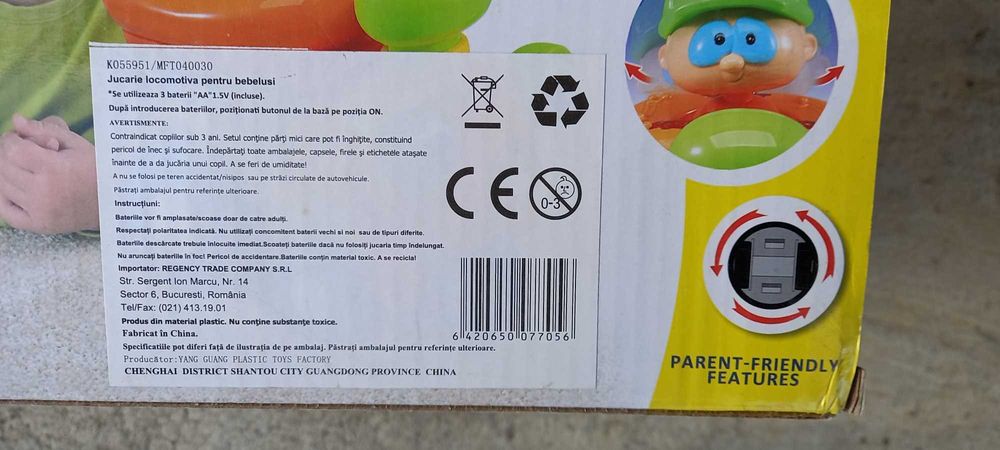 K055951/MFT040030
Jucarie locomotiva pentru bebelusi
*Se utilizeaza 3 baterii "AA"1.5V (incluse).
După introducerea bateriilor, poziționati butonul de la bază pe poziția ON.
AVERTISMENTE:
Contraindicat copiilor sub 3 ani. Setul conține părți mici care pot fi înghițite, constituind
pericol de înec și sufocare. Îndepărtați toate ambalajele, capsele, firele și etichetele atașate
înainte de a da jucăria unui copil. A se feri de umiditate!
A nu se folosi pe teren accidentat/nisipos sau pe străzi circulate de autovehicule.
Păstrați ambalajul pentru referințe ulterioare.
Instrucțiuni:
Bateriile vor fi amplasate/scoase doar de catre adulți.
Respectați polaritatea indicată. Nu utilizați concomitent baterii vechi si noi sau de tipuri diferite.
Bateriile descărcate trebuie înlocuite imediat.Scoateți bateriile dacă nu folosiți jucaria timp îndelungat.
Nu aruncați bateriile în foc! Pericol de accidentare.Bateriile conțin material toxic. A se recicla!
Importator: REGENCY TRADE COMPANY S.R.L
Str. Sergent Ion Marcu, Nr. 14
Sector 6, Bucuresti, România
Tel/Fax: (021) 413.19.01
Produs din material plastic. Nu conține substanțe toxice.
Fabricat în China.
Specificatiile pot diferi față de ilustrația de pe ambalaj. Păstrați ambalajul pentru referințe ulterioare.
Producător:YANG GUANG PLASTIC TOYS FACTORY
CHENGHAI DISTRICT SHANTOU CITY GUANGDONG PROVINCE CHINA
CE
0-3
6 420650 077056
PARENT-FRIENDLY
FEATURES